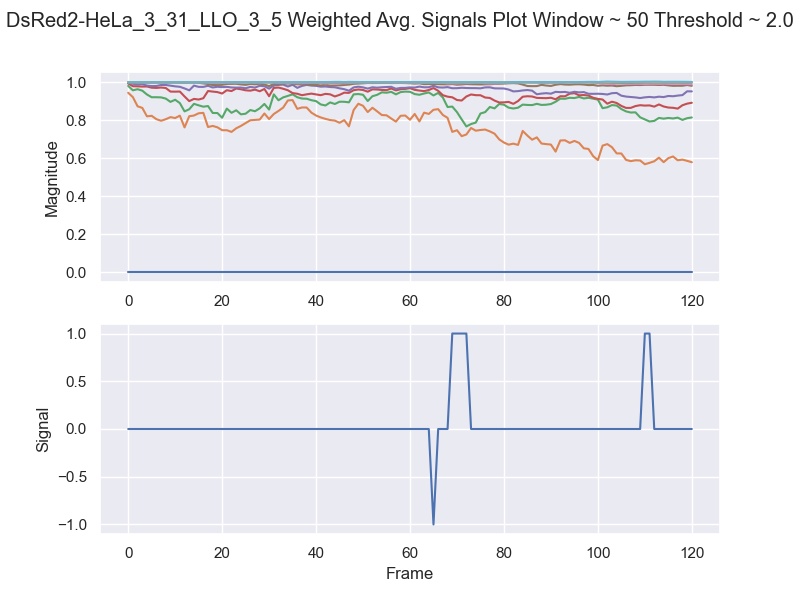 DsRed2-HeLa_3_31_LLO_3_5 Weighted Avg. Signals Plot Window ~ 50 Threshold ~ 2.0
1.0
0.8
0.6
0.4
0.2
0.0
Magnitude
0 20 40 60 80 100 120
1.0
0.5
0.0
−0.5
−1.0
Signal
0 20 40 60 80 100 120
Frame